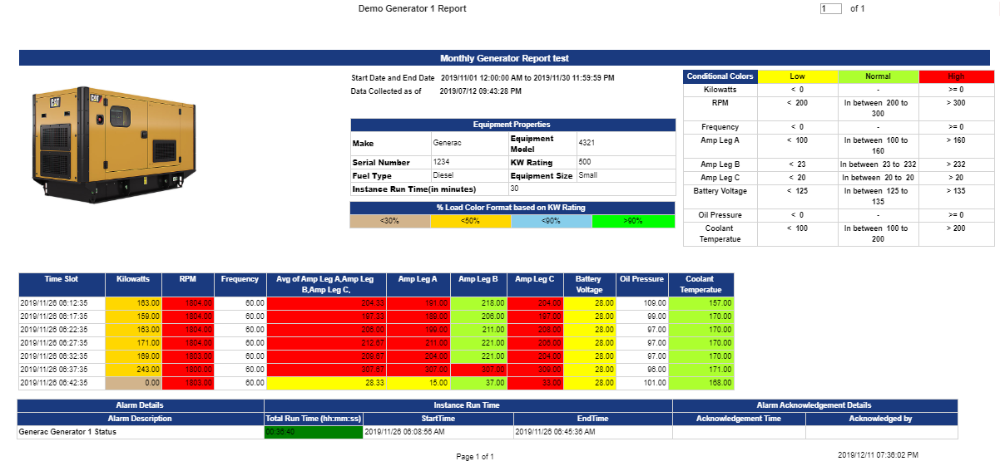 Demo Generator 1 Report
1 of 1
Monthly Generator Report test
Start Date and End Date 2019/11/01 12:00:00 AM to 2019/11/30 11:59:59 PM
Data Collected as of 2019/07/12 09:43:28 PM
CAT CAT
Equipment Properties
Make Generac Equipment Model 4321
Serial Number 1234 KW Rating 500
Fuel Type Diesel Equipment Size Small
Instance Run Time(in minutes) 30
% Load Color Format based on KW Rating
<30% <50% <90% >90%
Conditional Colors Low Normal High
Kilowatts < 0 - >= 0
RPM < 200 In between 200 to 300 > 300
Frequency < 0 - >= 0
Amp Leg A < 100 In between 100 to 160 > 160
Amp Leg B < 23 In between 23 to 232 > 232
Amp Leg C < 20 In between 20 to 20 > 20
Battery Voltage < 125 In between 125 to 135 > 135
Oil Pressure < 0 - >= 0
Coolant Temperatue < 100 In between 100 to 200 > 200
Time Slot Kilowatts RPM Frequency Avg of Amp Leg A,Amp Leg B,Amp Leg C, Amp Leg A Amp Leg B Amp Leg C Battery Voltage Oil Pressure Coolant Temperatue
2019/11/26 06:12:35 163.00 1804.00 60.00 204.33 191.00 218.00 204.00 28.00 109.00 157.00
2019/11/26 06:17:35 159.00 1804.00 60.00 197.33 189.00 206.00 197.00 28.00 99.00 170.00
2019/11/26 06:22:35 163.00 1804.00 60.00 206.00 199.00 211.00 208.00 28.00 97.00 170.00
2019/11/26 06:27:35 171.00 1804.00 60.00 212.67 211.00 221.00 206.00 28.00 97.00 170.00
2019/11/26 06:32:35 169.00 1803.00 60.00 209.67 204.00 221.00 204.00 28.00 97.00 170.00
2019/11/26 06:37:35 243.00 1800.00 60.00 307.67 307.00 307.00 309.00 28.00 96.00 171.00
2019/11/26 06:42:35 0.00 1803.00 60.00 28.33 15.00 37.00 33.00 28.00 101.00 168.00
Alarm Details Instance Run Time Alarm Acknowledgement Details
Alarm Description Total Run Time (hh:mm:ss) StartTime EndTime Acknowledgement Time Acknowledged by
Generac Generator 1 Status 00:36:40 2019/11/26 06:08:56 AM 2019/11/26 06:45:36 AM
Page 1 of 1
2019/12/11 07:36:02 PM